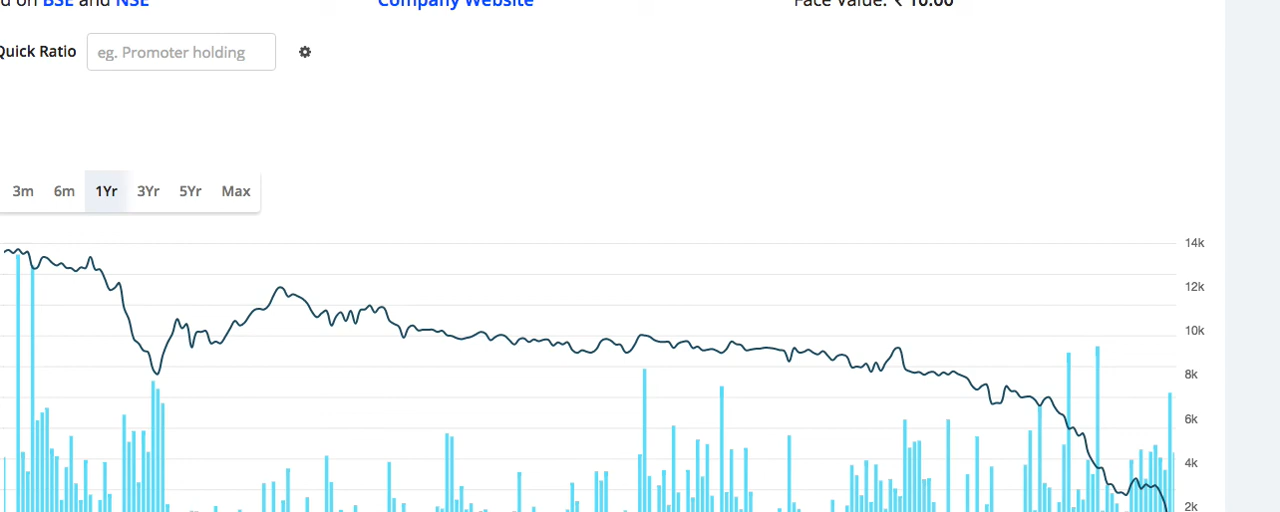 d on BSE and NSE Company Website Face Value: ₹ 10.00
Quick Ratio eg. Promoter holding
3m 6m 1Yr 3Yr 5Yr Max
14k
12k
10k
8k
6k
4k
2k